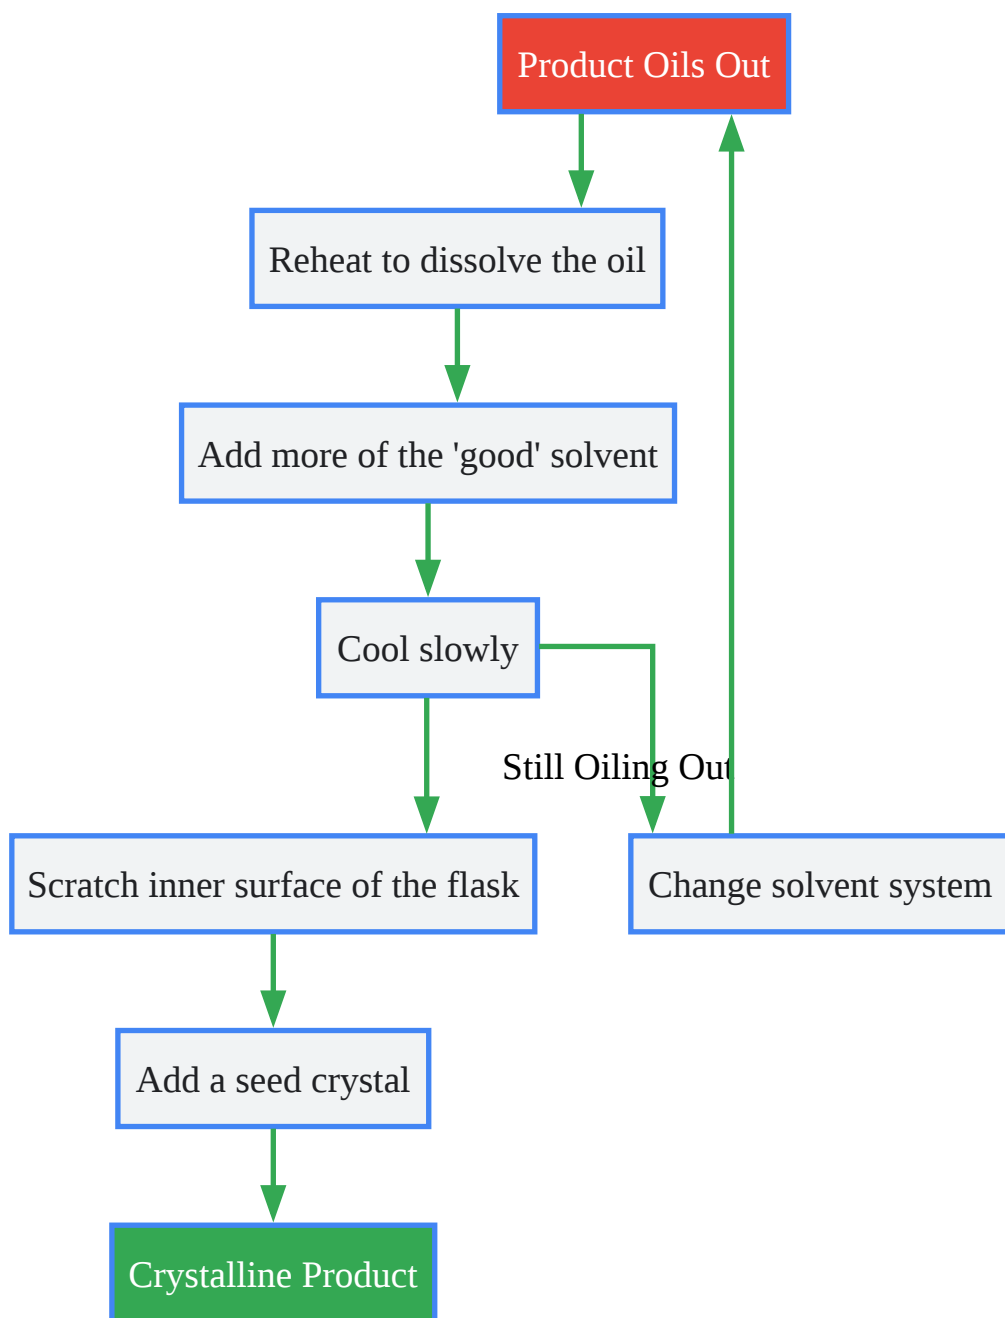 Product Oils Out
Reheat to dissolve the oil
Add more of the 'good' solvent
Cool slowly
Still Oiling Out
Scratch inner surface of the flask
Change solvent system
Add a seed crystal
Crystalline Product